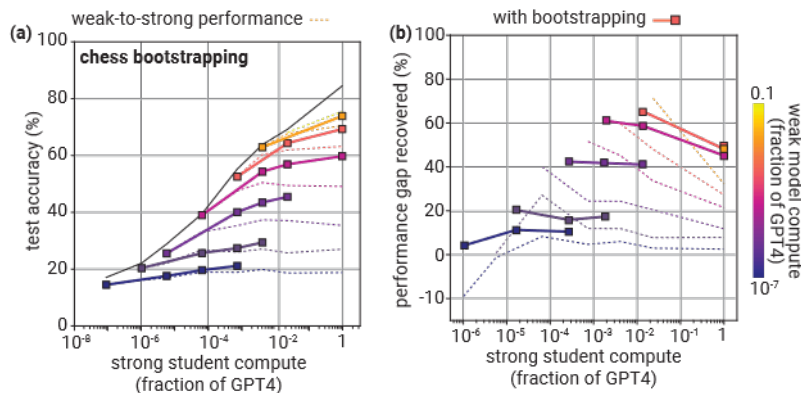 weak-to-strong performance
with bootstrapping
(a)
(b)
chess bootstrapping
100
80
60
40
20
0
test accuracy (%)
10-8
10-6
10-4
10-2
1
strong student compute
(fraction of GPT4)
100
80
60
40
20
0
-10
performance gap recovered (%)
10-6
10-5
10-4
10-3
10-2
10-1
1
strong student compute
(fraction of GPT4)
0.1
10-7
weak model compute
(fraction of GPT4)